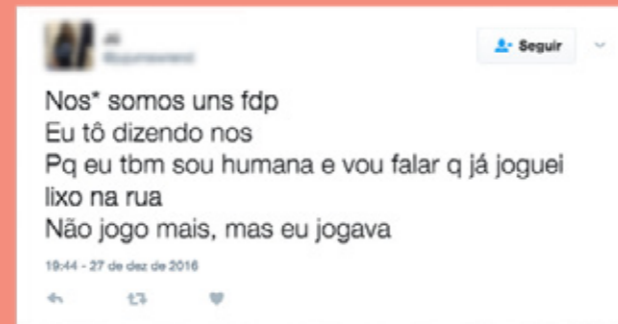 Seguir
Nos* somos uns fdp
Eu tô dizendo nos
Pq eu tbm sou humana e vou falar q já joguei
lixo na rua
Não jogo mais, mas eu jogava
19:44 - 27 de dez de 2016